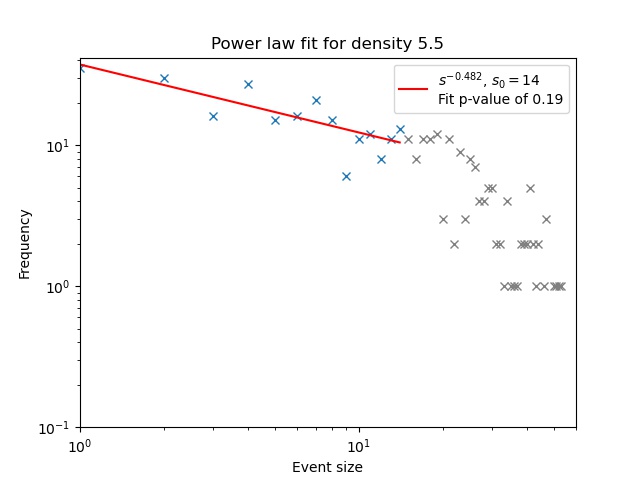 Power law fit for density 5.5
s^{-0.482}, s_0 = 14
Fit p-value of 0.19
Frequency
10^1
10^0
10^{-1}
10^0
10^1
Event size